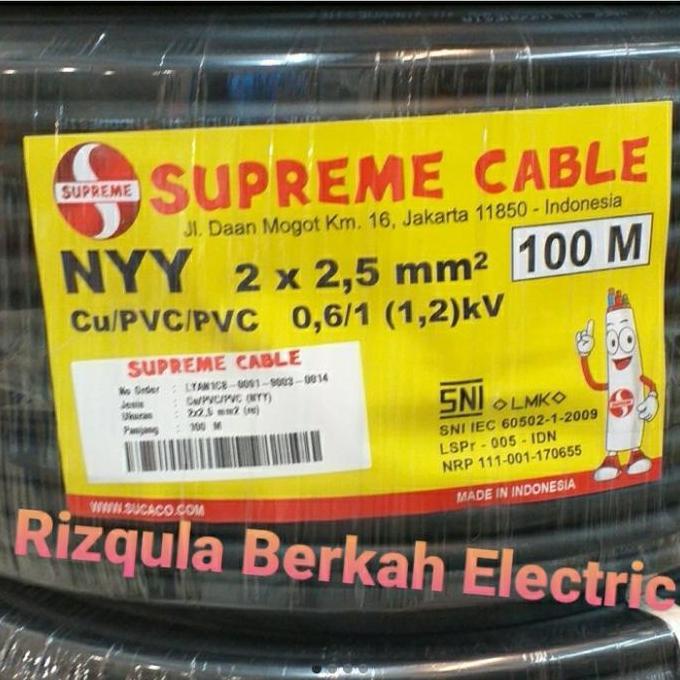 SUPREME
SUPREME CABLE
Jl. Daan Mogot Km. 16, Jakarta 11850 - Indonesia
NYY 2 x 2,5 mm² 100 M
Cu/PVC/PVC 0,6/1 (1,2)kV
SUPREME CABLE
No Order :
Jenis : Cu/PVC/PVC (NYY)
Ukuran : 2x2,5 mm2 (re)
Panjang : 100 M
SNI LMK
SNI IEC 60502-1-2009
LSPr - 005 - IDN
NRP 111-001-170655
MADE IN INDONESIA
WWW.SUCACO.COM
Rizqula Berkah Electric